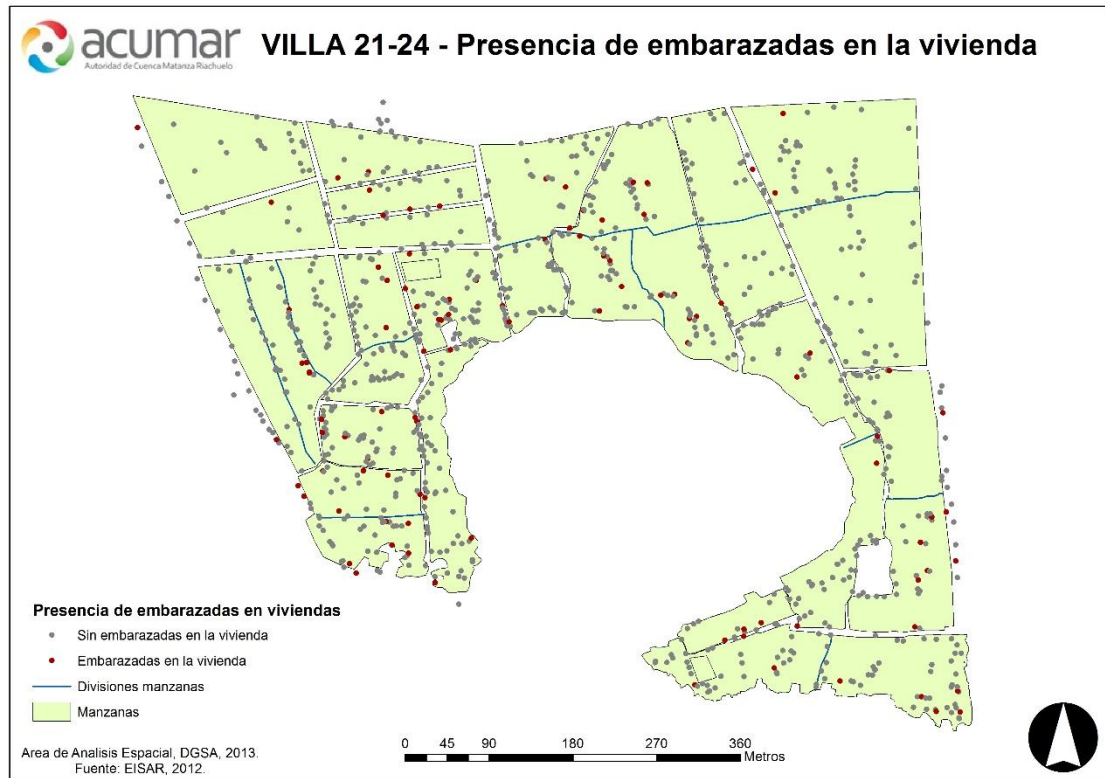 acumar
Autoridad de Cuenca Matanza Riachuelo
VILLA 21-24 - Presencia de embarazadas en la vivienda
Presencia de embarazadas en viviendas
Sin embarazadas en la vivienda
Embarazadas en la vivienda
Divisiones manzanas
Manzanas
Area de Analisis Espacial, DGSA, 2013.
Fuente: EISAR, 2012.
0 45 90 180 270 360
Metros